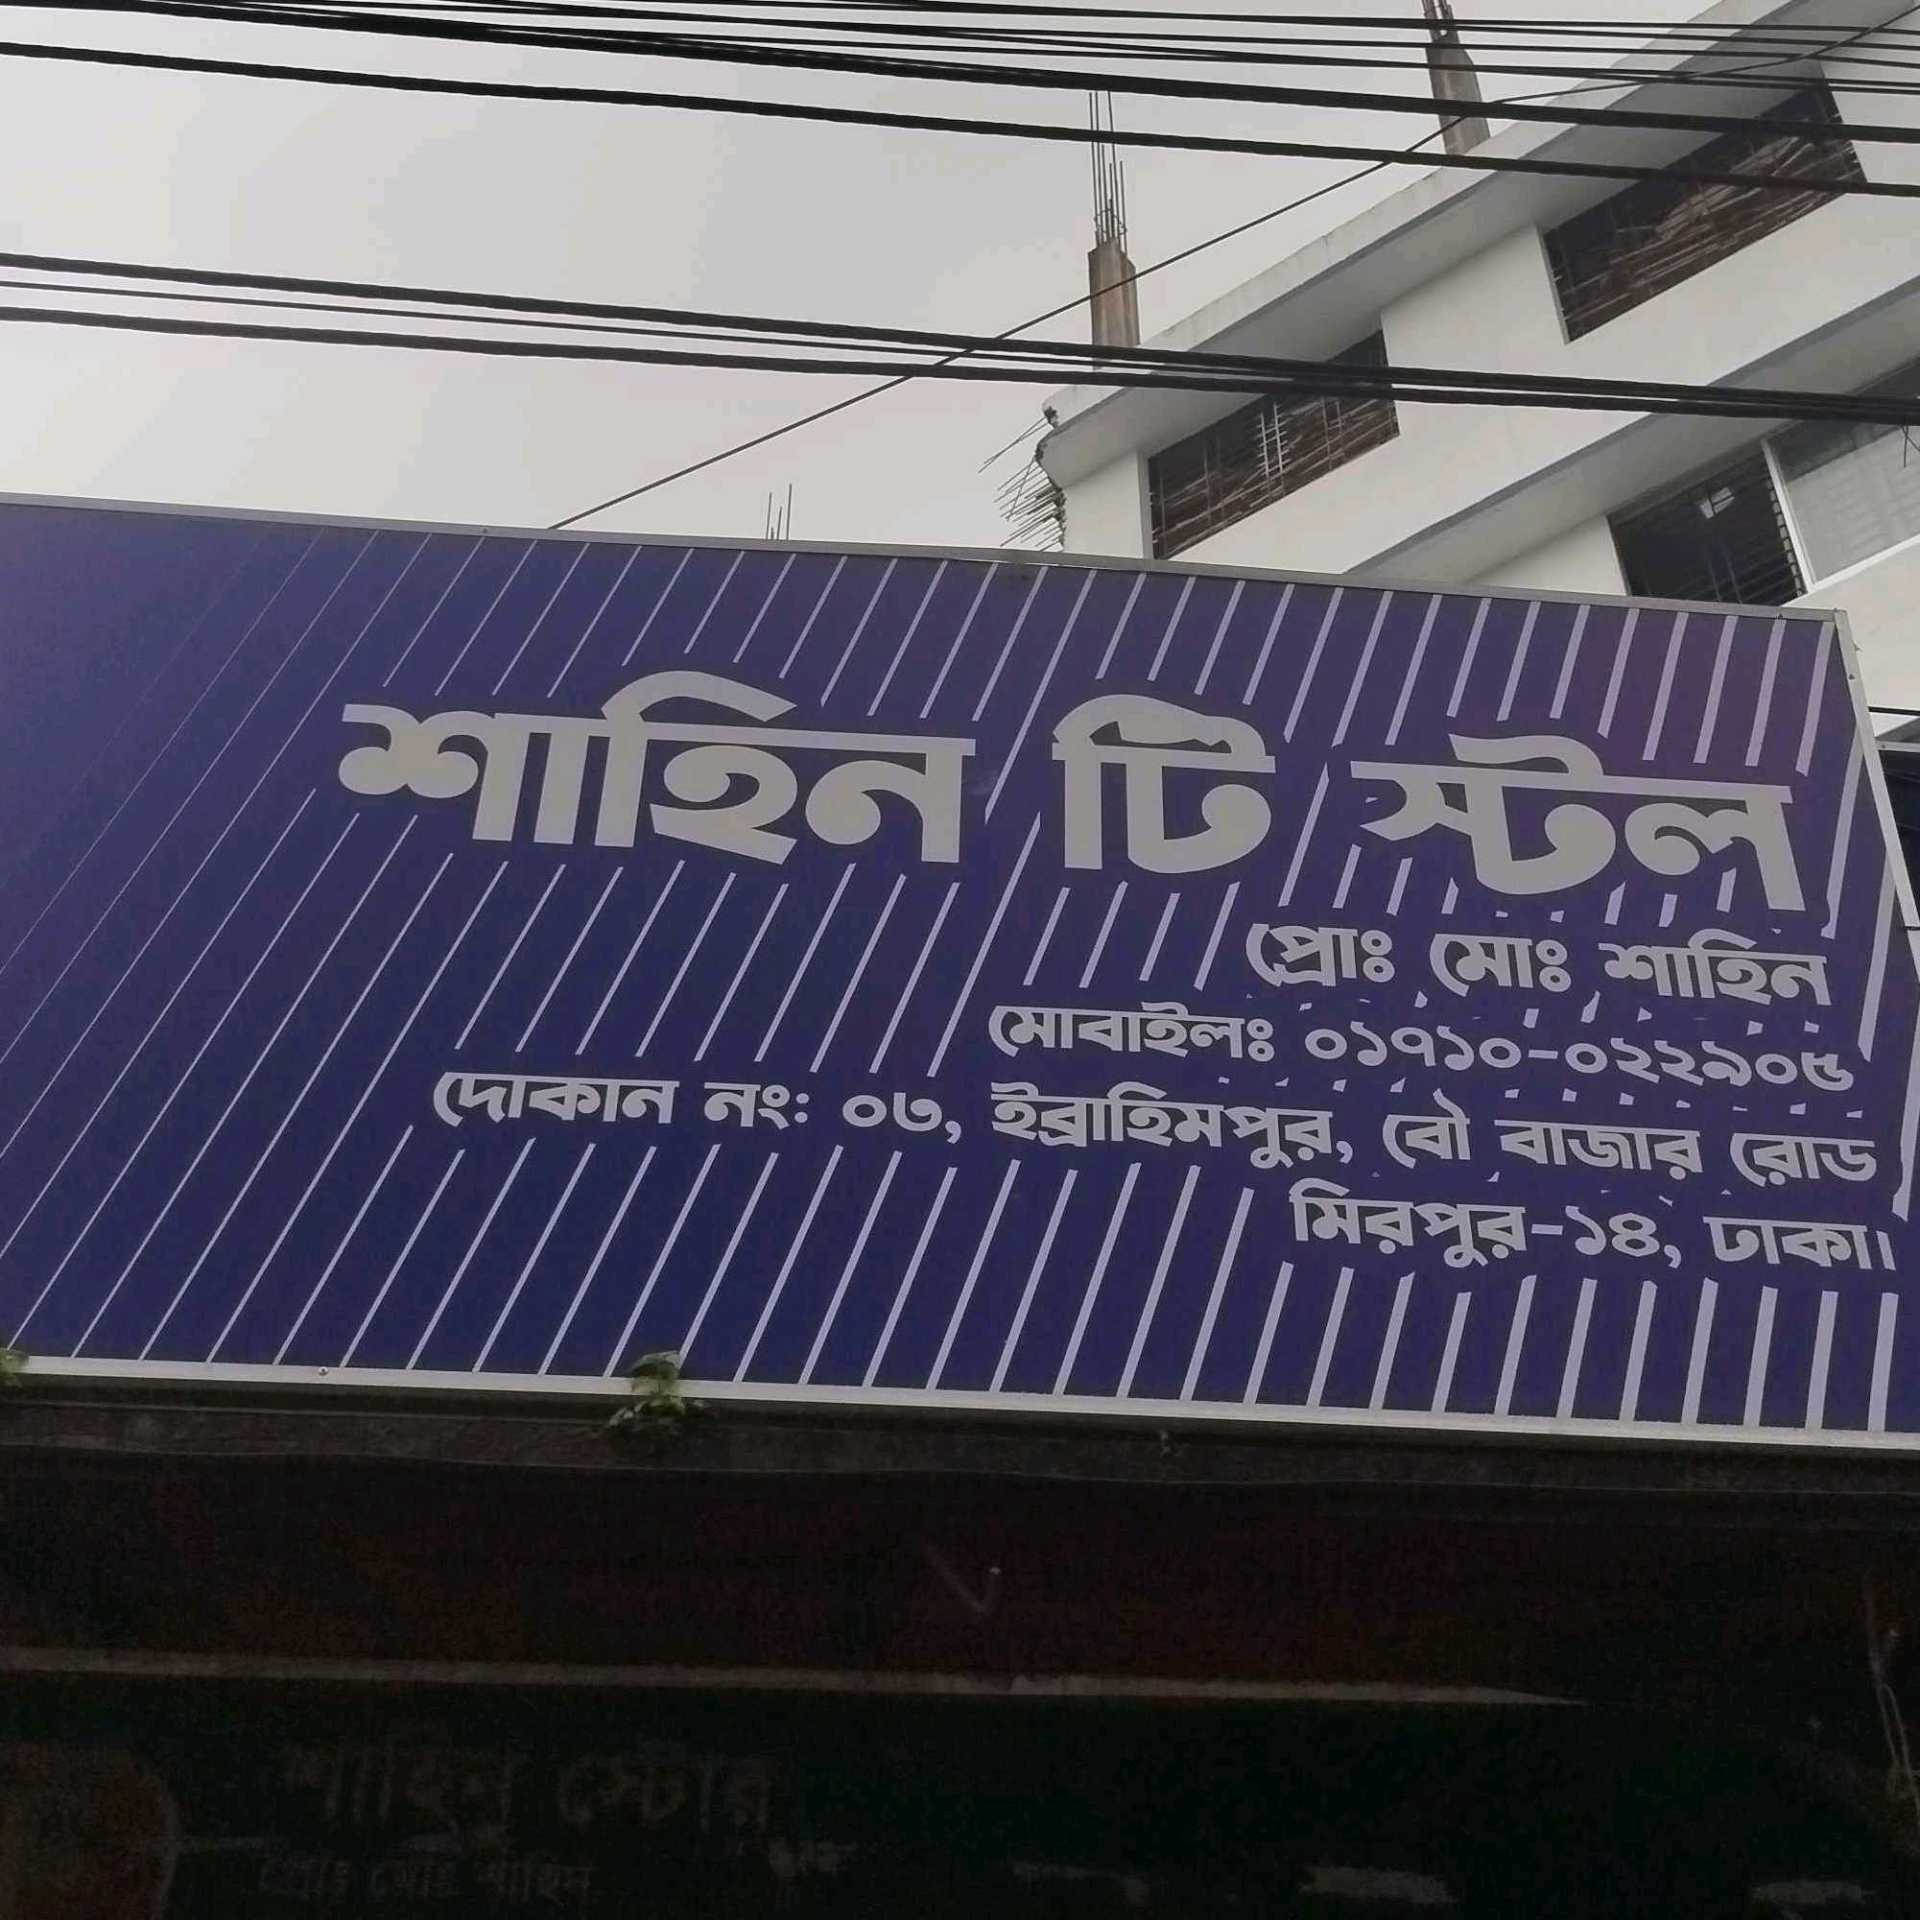 শাহিন টি স্টল
প্রোঃ মোঃ শাহিন
মোবাইলঃ ০১৭১০-০২২৯০৫
দোকান নং: ০৩, ইব্রাহিমপুর, বৌ বাজার রোড
মিরপুর-১৪, ঢাকা।
শাহিন স্টোর
প্রোঃ মোঃ শাহিন